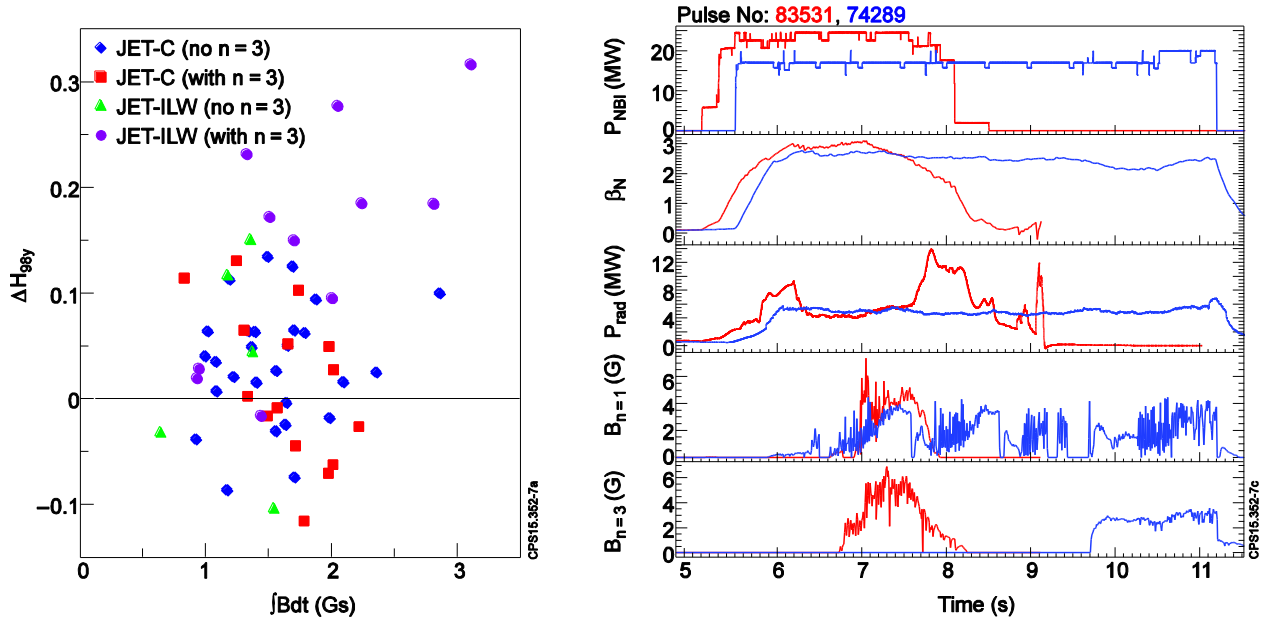 JET-C (no n = 3)
JET-C (with n = 3)
JET-ILW (no n = 3)
JET-ILW (with n = 3)
ΔH98y
0.3
0.2
0.1
0
−0.1
0 1 2 3
∫Bdt (Gs)
CPS15.352-7a
Pulse No: 83531, 74289
PNBI (MW)
20
10
0
βN
3
2
1
0
Prad (MW)
12
8
4
0
Bn = 1 (G)
6
4
2
0
Bn = 3 (G)
6
4
2
0
5 6 7 8 9 10 11
Time (s)
CPS15.352-7c